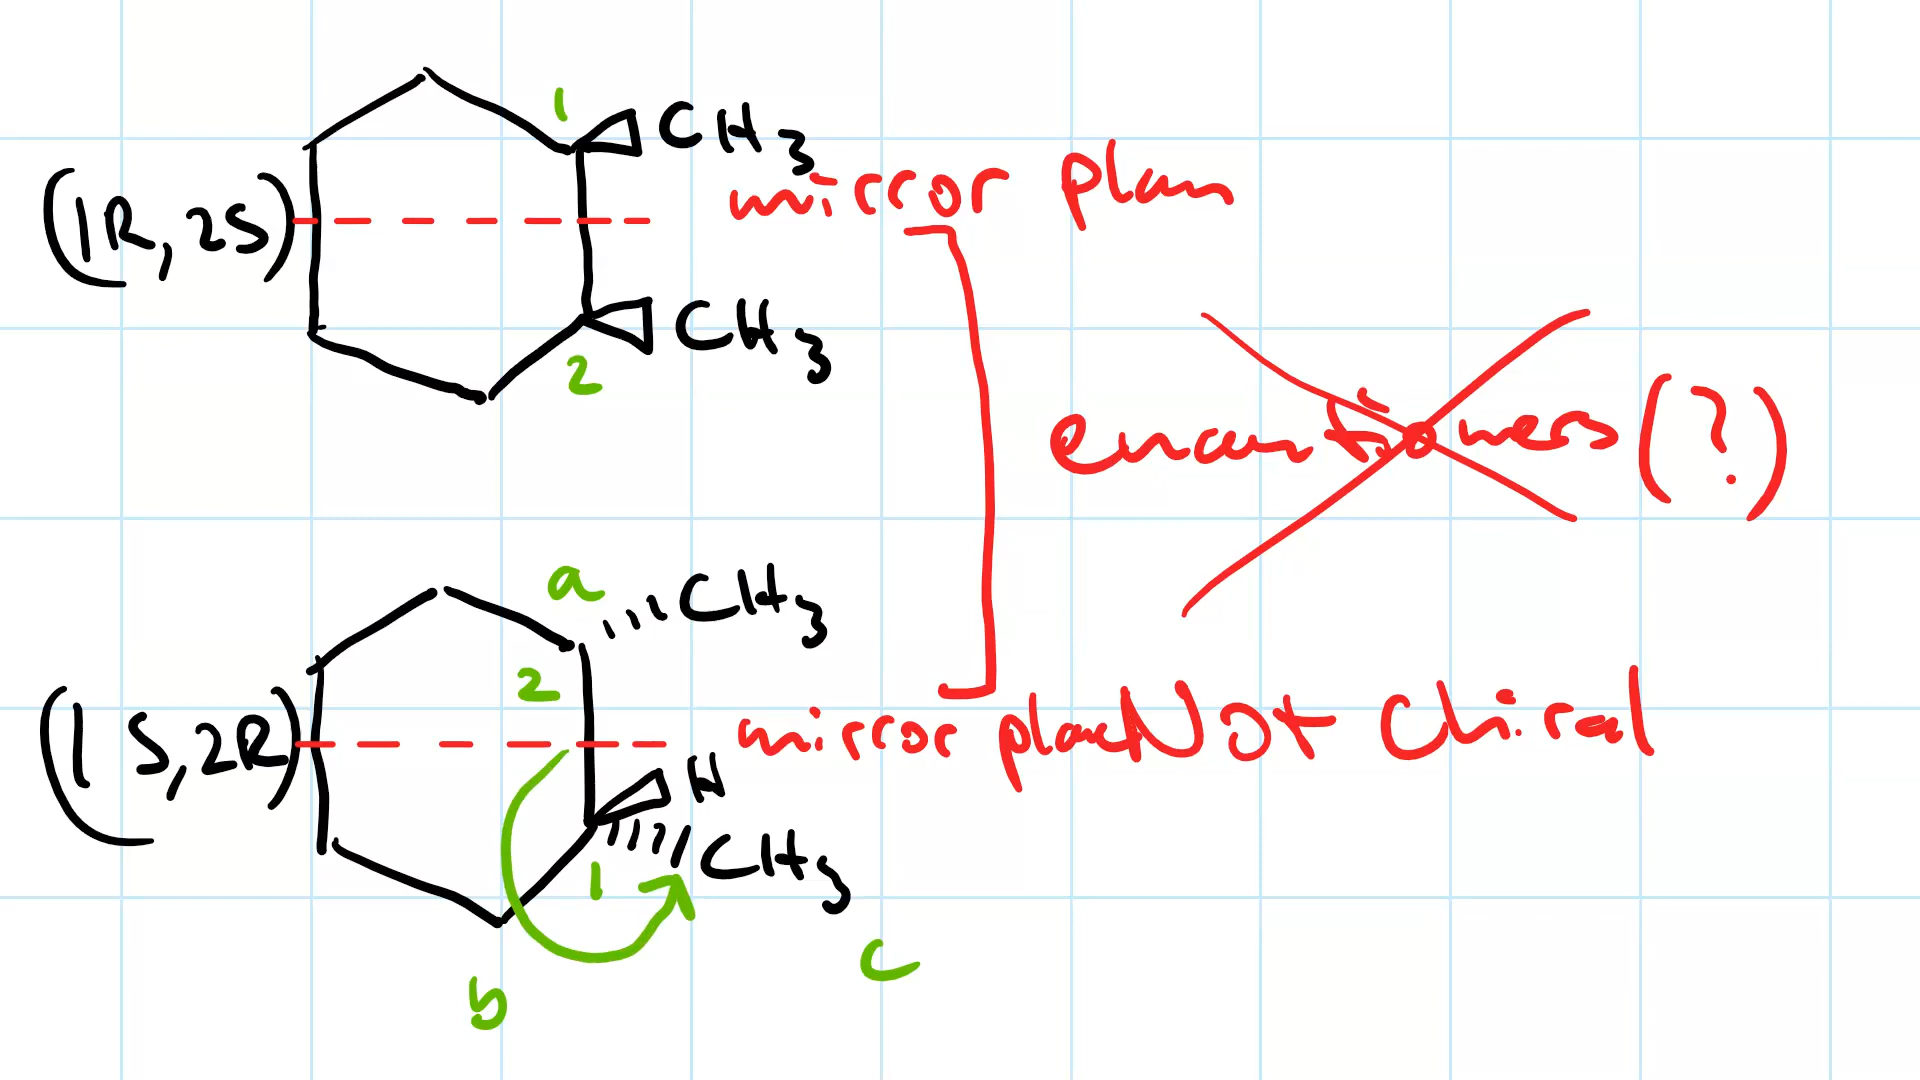 1
CH3
mirror plan
(1R, 2S)
CH3
2
enantiomers (?)
a
CH3
2
(1S, 2R)
mirror plane Not chiral
H
CH3
1
c
b